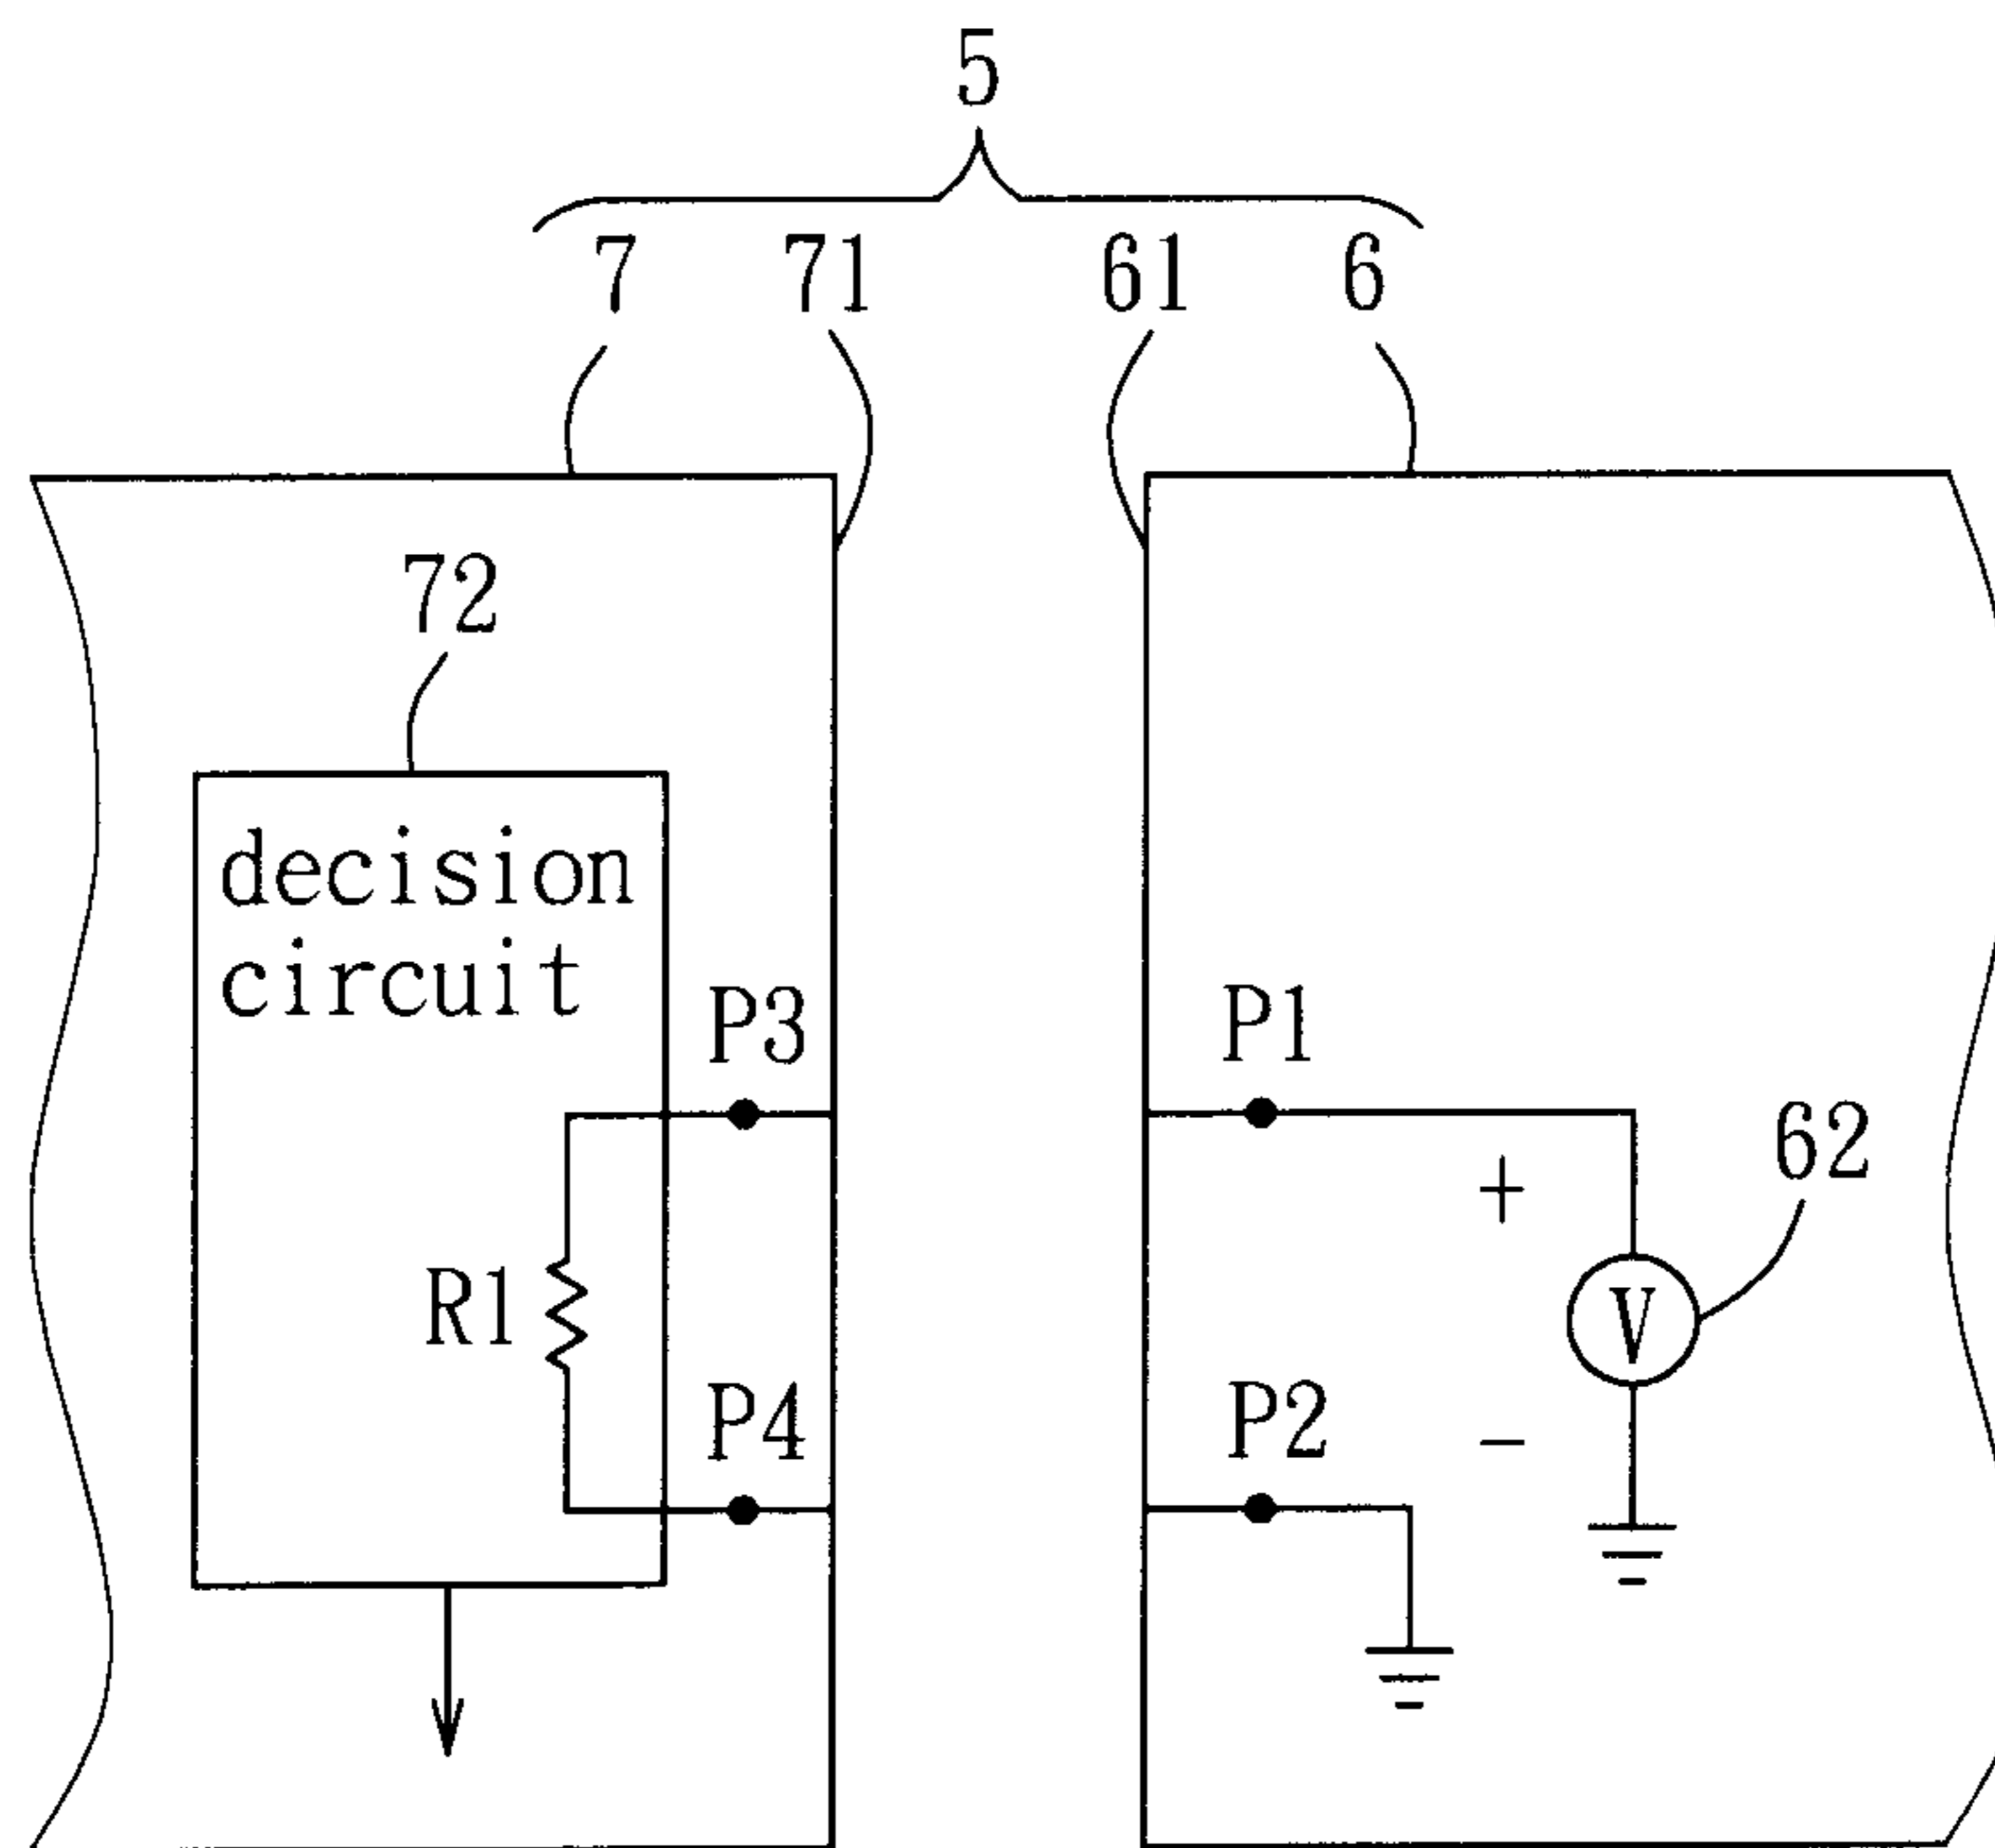 5
7 71 61 6
72
decision
circuit
P3 P1
+ 62
V
R1
P4 P2 −